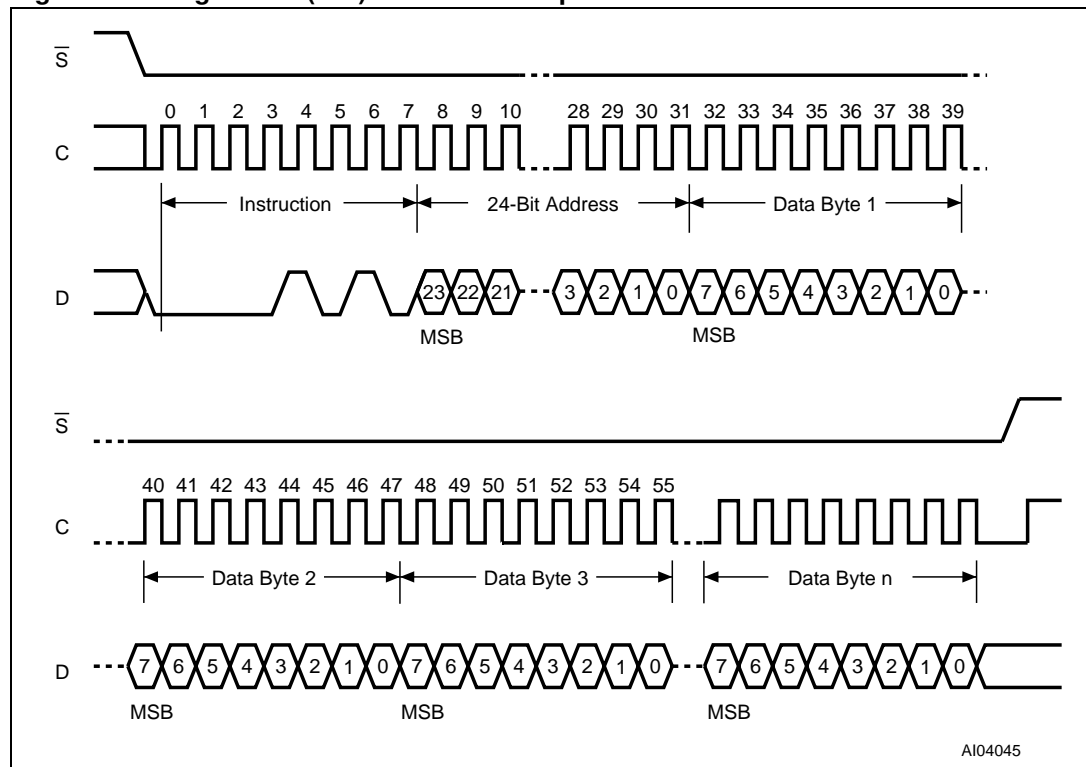 S
0 1 2 3 4 5 6 7 8 9 10 28 29 30 31 32 33 34 35 36 37 38 39
C
Instruction 24-Bit Address Data Byte 1
D 23 22 21 3 2 1 0 7 6 5 4 3 2 1 0
MSB MSB
S
40 41 42 43 44 45 46 47 48 49 50 51 52 53 54 55
C
Data Byte 2 Data Byte 3 Data Byte n
D 7 6 5 4 3 2 1 0 7 6 5 4 3 2 1 0 7 6 5 4 3 2 1 0
MSB MSB MSB
AI04045